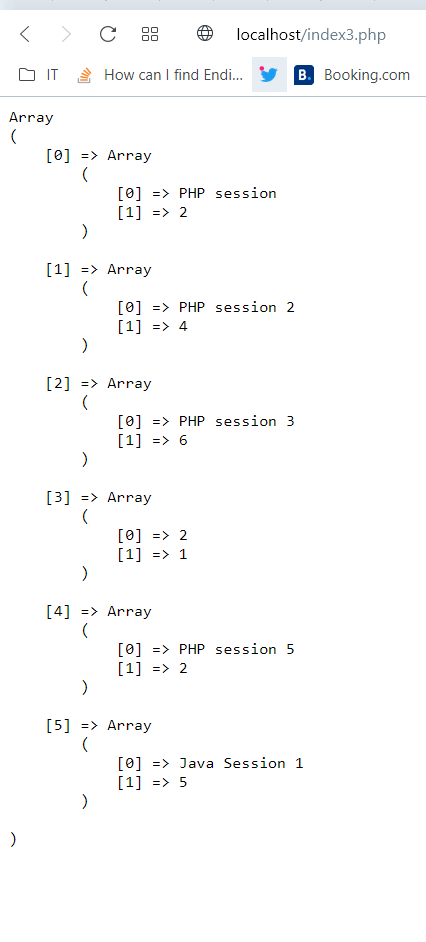 localhost/index3.php
IT
How can I find Endi...
B.
Booking.com
Array
(
    [0] => Array
        (
            [0] => PHP session
            [1] => 2
        )

    [1] => Array
        (
            [0] => PHP session 2
            [1] => 4
        )

    [2] => Array
        (
            [0] => PHP session 3
            [1] => 6
        )

    [3] => Array
        (
            [0] => 2
            [1] => 1
        )

    [4] => Array
        (
            [0] => PHP session 5
            [1] => 2
        )

    [5] => Array
        (
            [0] => Java Session 1
            [1] => 5
        )

)